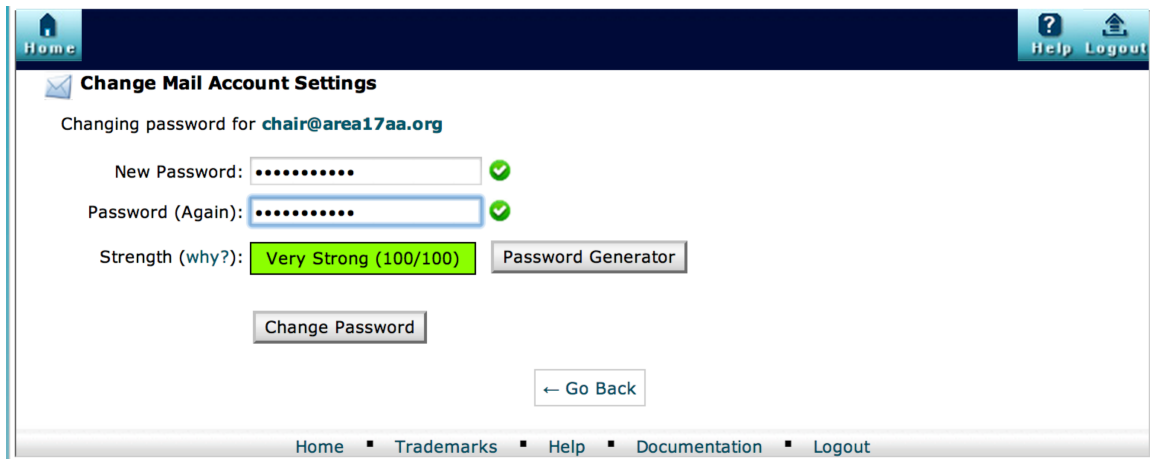 Home
? Help Logout
Change Mail Account Settings
Changing password for chair@area17aa.org
New Password: •••••••••••
Password (Again): •••••••••••
Strength (why?): Very Strong (100/100) Password Generator
Change Password
← Go Back
Home ▪ Trademarks ▪ Help ▪ Documentation ▪ Logout